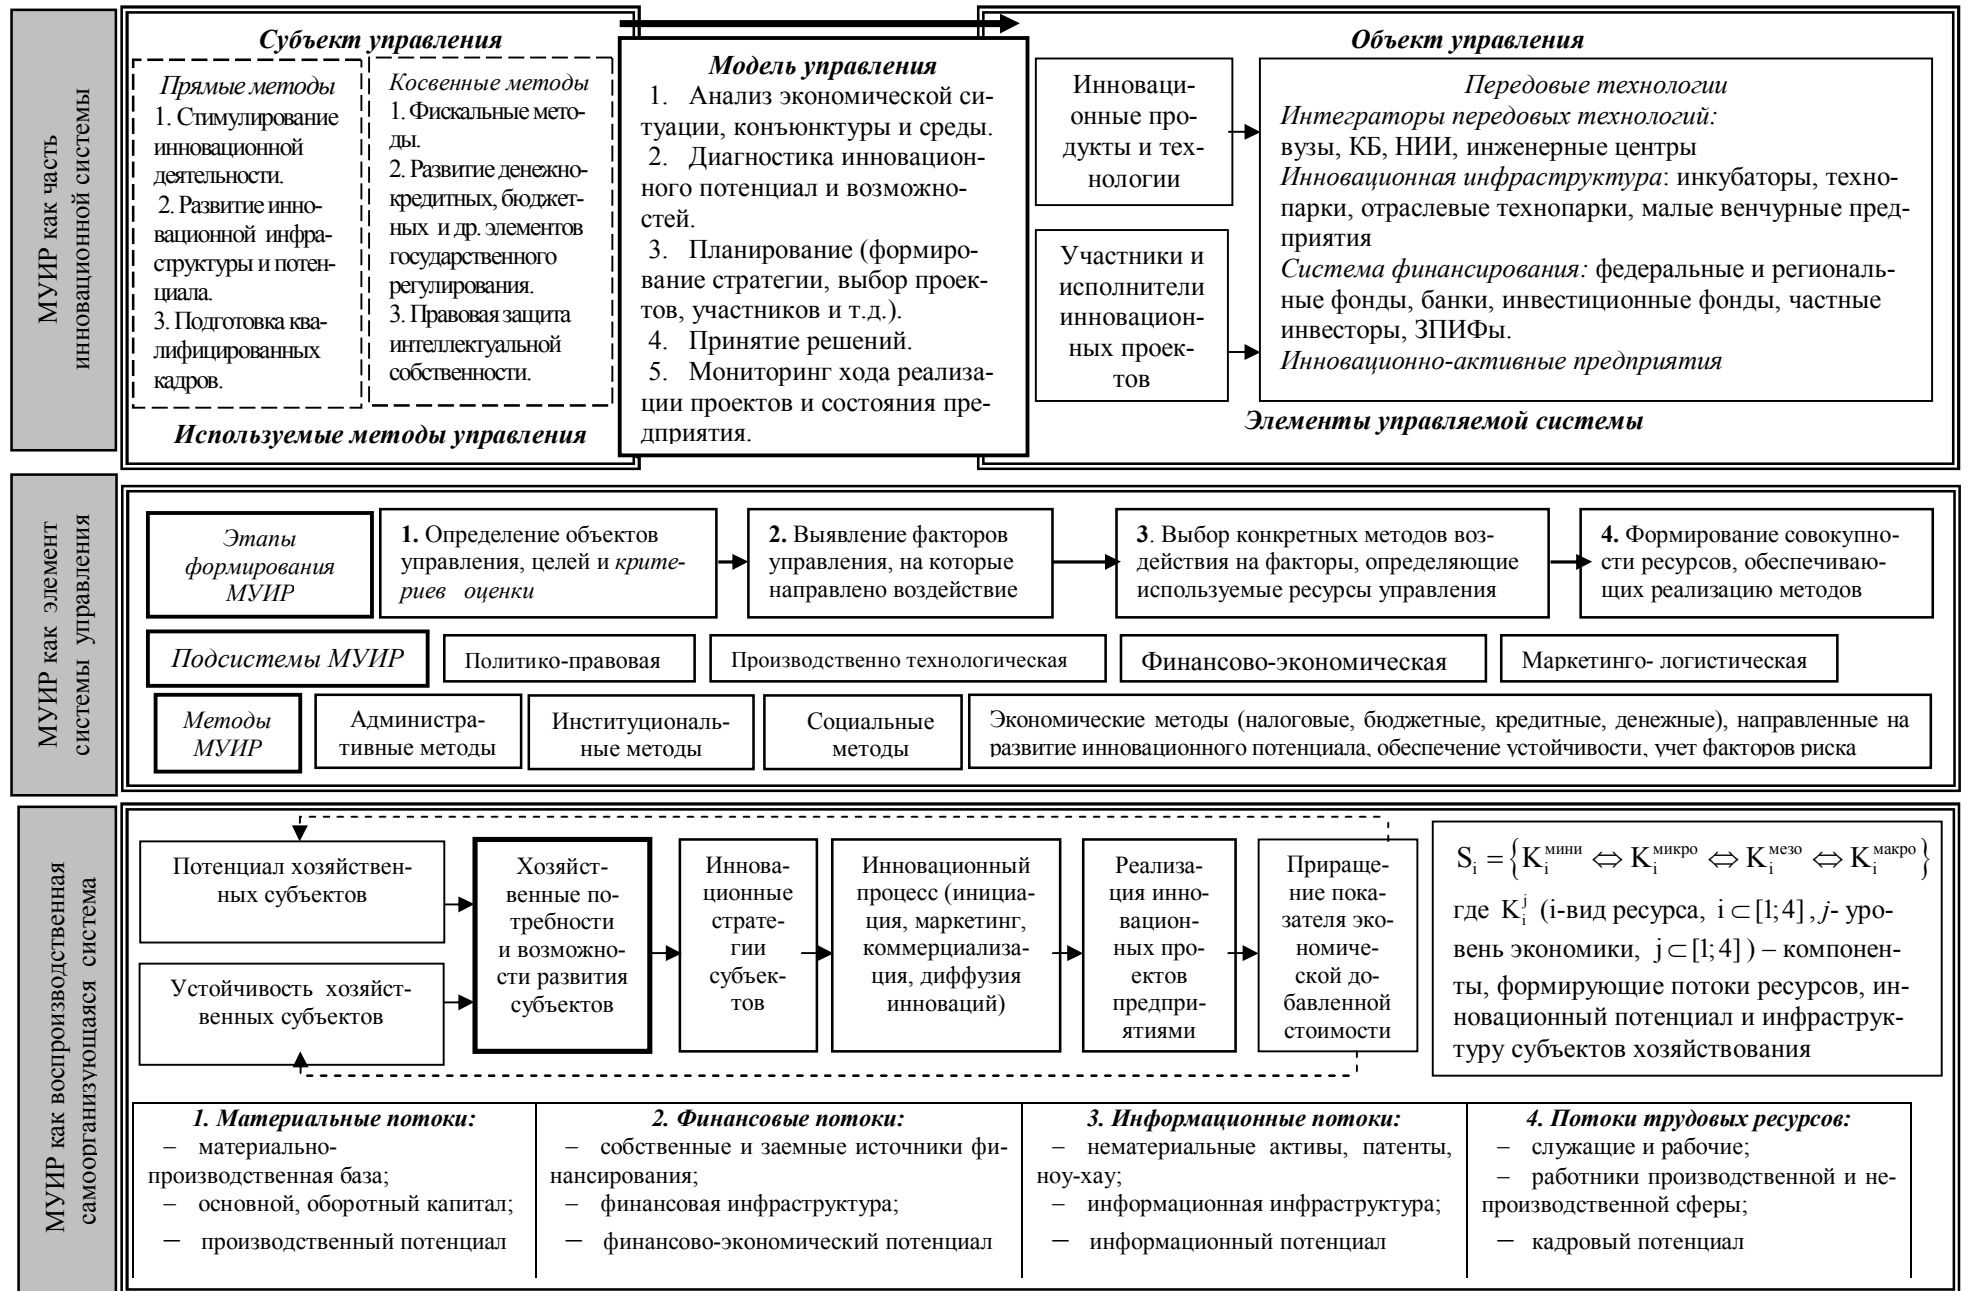 МУИР как часть
инновационной системы
Субъект управления
Прямые методы
1. Стимулирование
инновационной
деятельности.
2. Развитие инно-
вационной инфра-
структуры и потен-
циала.
3. Подготовка ква-
лифицированных
кадров.
Косвенные методы
1. Фискальные мето-
ды.
2. Развитие денежно-
кредитных, бюджет-
ных и др. элементов
государственного
регулирования.
3. Правовая защита
интеллектуальной
собственности.
Используемые методы управления
Модель управления
1. Анализ экономической си-
туации, конъюнктуры и среды.
2. Диагностика инновацион-
ного потенциал и возможно-
стей.
3. Планирование (формиро-
вание стратегии, выбор проек-
тов, участников и т.д.).
4. Принятие решений.
5. Мониторинг хода реализа-
ции проектов и состояния пре-
дприятия.
Объект управления
Инноваци-
онные про-
дукты и тех-
нологии
Участники и
исполнители
инновацион-
ных проек-
тов
Передовые технологии
Интеграторы передовых технологий:
вузы, КБ, НИИ, инженерные центры
Инновационная инфраструктура: инкубаторы, техно-
парки, отраслевые технопарки, малые венчурные пред-
приятия
Система финансирования: федеральные и региональ-
ные фонды, банки, инвестиционные фонды, частные
инвесторы, ЗПИФы.
Инновационно-активные предприятия
Элементы управляемой системы
МУИР как элемент
системы управления
Этапы
формирования
МУИР
1. Определение объектов
управления, целей и крите-
риев оценки
2. Выявление факторов
управления, на которые
направлено воздействие
3. Выбор конкретных методов воз-
действия на факторы, определяющие
используемые ресурсы управления
4. Формирование совокупно-
сти ресурсов, обеспечиваю-
щих реализацию методов
Подсистемы МУИР
Политико-правовая
Производственно технологическая
Финансово-экономическая
Маркетинго- логистическая
Методы
МУИР
Администра-
тивные методы
Институциональ-
ные методы
Социальные
методы
Экономические методы (налоговые, бюджетные, кредитные, денежные), направленные на
развитие инновационного потенциала, обеспечение устойчивости, учет факторов риска
МУИР как воспроизводственная
самоорганизующаяся система
Потенциал хозяйствен-
ных субъектов
Устойчивость хозяйст-
венных субъектов
Хозяйст-
венные по-
требности
и возможно-
сти развития
субъектов
Иннова-
ционные
страте-
гии
субъек-
тов
Инновационный
процесс (иници-
ация, маркетинг,
коммерциализа-
ция, диффузия
инноваций)
Реализа-
ция инно-
вацион-
ных про-
ектов
предпри-
ятиями
Прираще-
ние пока-
зателя эко-
номиче-
ской до-
бавленной
стоимости
S_i = {K_i^мини ⇔ K_i^микро ⇔ K_i^мезо ⇔ K_i^макро}
где K_i^j (i-вид ресурса, i ⊂ [1;4], j- уро-
вень экономики, j ⊂ [1;4] ) – компонен-
ты, формирующие потоки ресурсов, ин-
новационный потенциал и инфраструк-
туру субъектов хозяйствования
1. Материальные потоки:
– материально-
производственная база;
– основной, оборотный капитал;
– производственный потенциал
2. Финансовые потоки:
– собственные и заемные источники фи-
нансирования;
– финансовая инфраструктура;
– финансово-экономический потенциал
3. Информационные потоки:
– нематериальные активы, патенты,
ноу-хау;
– информационная инфраструктура;
– информационный потенциал
4. Потоки трудовых ресурсов:
– служащие и рабочие;
– работники производственной и не-
производственной сферы;
– кадровый потенциал